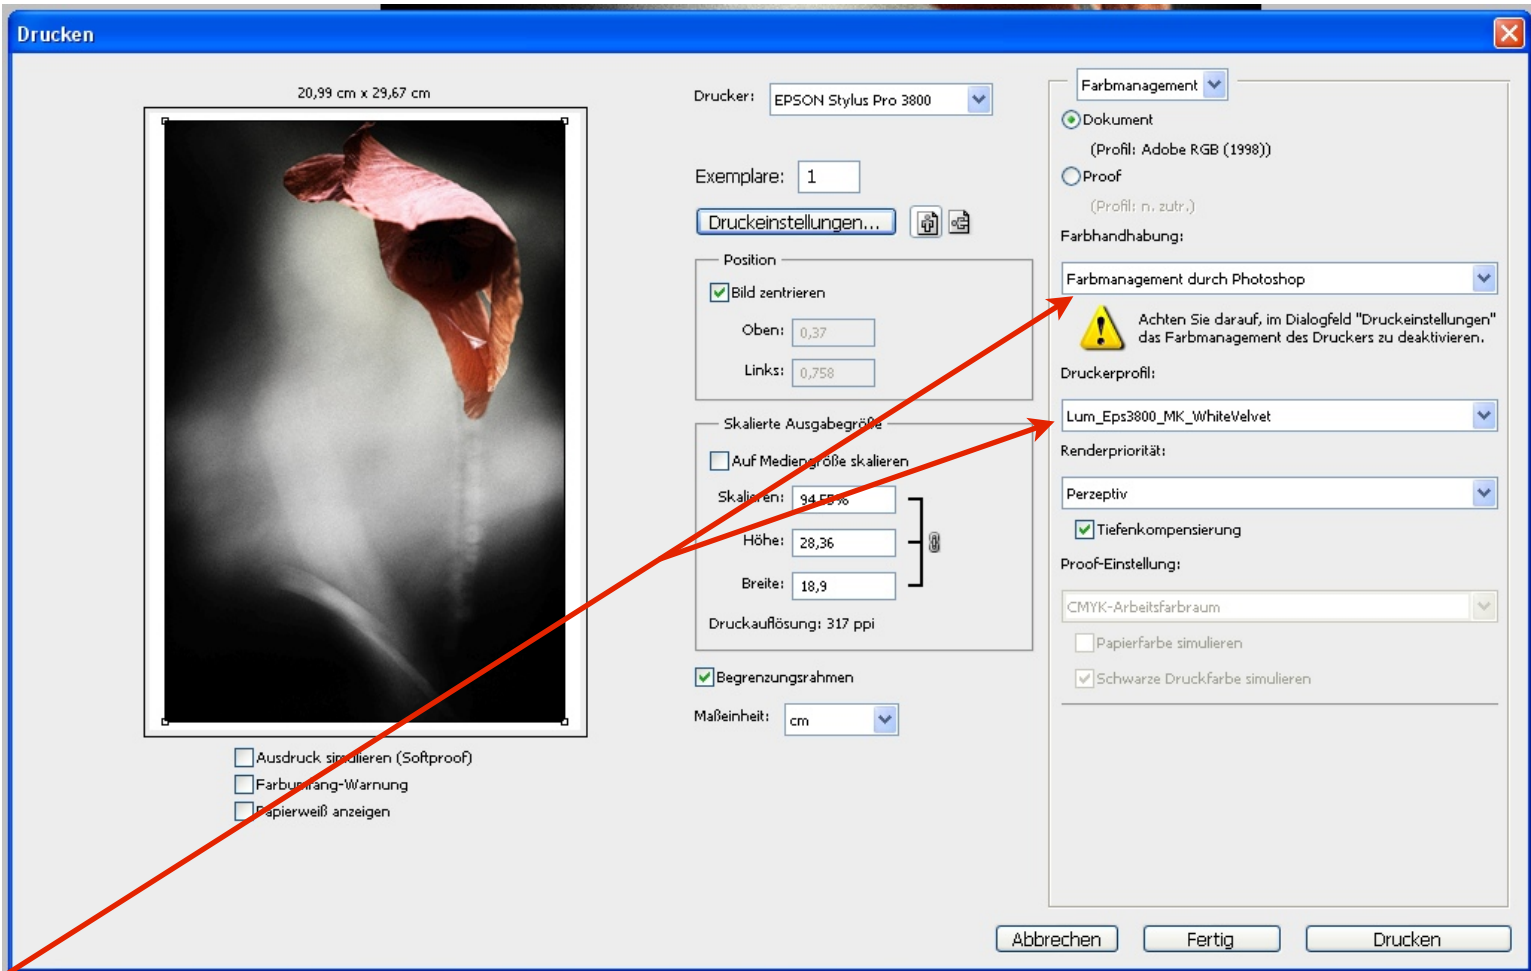 Drucken
20,99 cm x 29,67 cm
Ausdruck simulieren (Softproof)
Farbumfang-Warnung
Papierweiß anzeigen
Drucker: EPSON Stylus Pro 3800
Exemplare: 1
Druckeinstellungen...
Position
Bild zentrieren
Oben: 0,37
Links: 0,758
Skalierte Ausgabegröße
Auf Mediengröße skalieren
Skalieren: 94,55%
Höhe: 28,36
Breite: 18,9
Druckauflösung: 317 ppi
Begrenzungsrahmen
Maßeinheit: cm
Farbmanagement
Dokument
(Profil: Adobe RGB (1998))
Proof
(Profil: n. zutr.)
Farbhandhabung:
Farbmanagement durch Photoshop
Achten Sie darauf, im Dialogfeld "Druckeinstellungen"
das Farbmanagement des Druckers zu deaktivieren.
Druckerprofil:
Lum_Eps3800_MK_WhiteVelvet
Renderpriorität:
Perzeptiv
Tiefenkompensierung
Proof-Einstellung:
CMYK-Arbeitsfarbraum
Papierfarbe simulieren
Schwarze Druckfarbe simulieren
Abbrechen
Fertig
Drucken